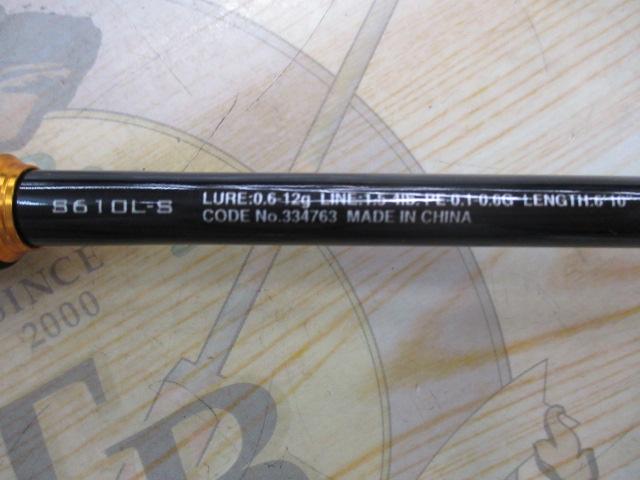 S610L-S
LURE:0.6-12g LINE:1.5-4lb. PE 0.1-0.6G LENGTH:6'10"
CODE No.334763 MADE IN CHINA
SINCE
2000
TB